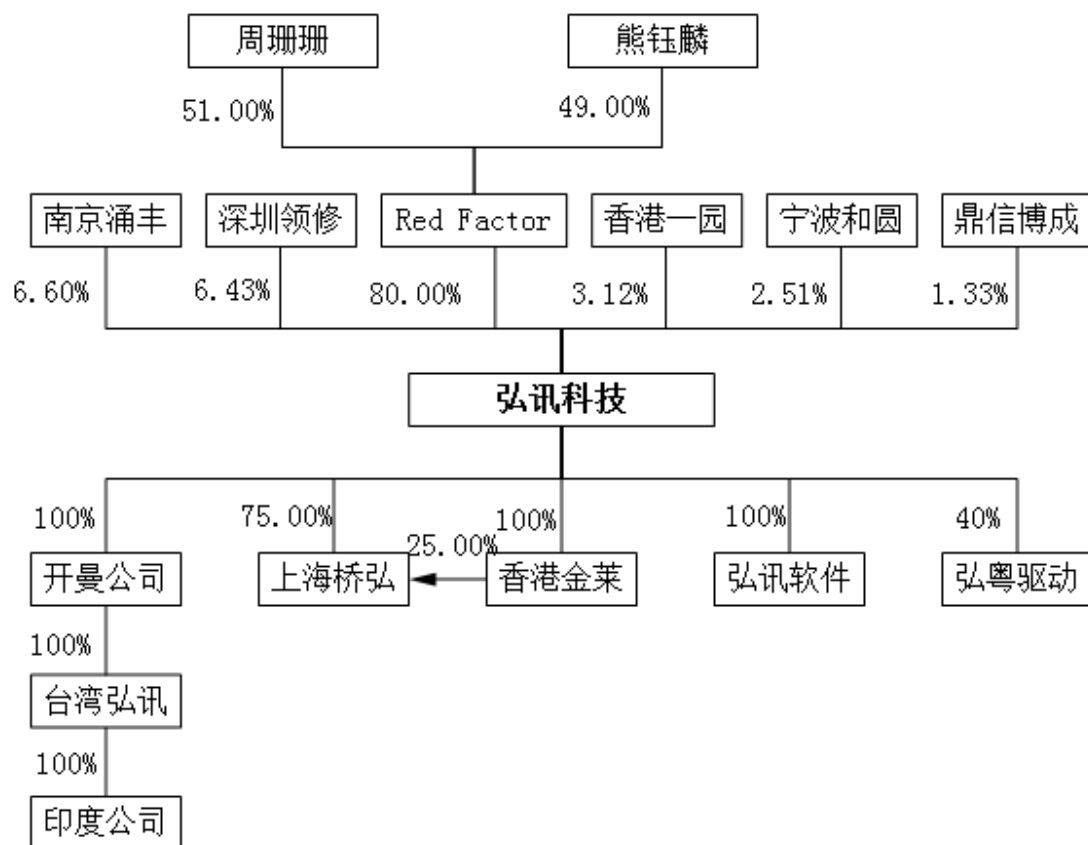 周珊珊
熊钰麟
51.00%
49.00%
南京涌丰
深圳领修
Red Factor
香港一园
宁波和圆
鼎信博成
6.60%
6.43%
80.00%
3.12%
2.51%
1.33%
弘讯科技
100%
75.00%
25.00%
100%
100%
40%
开曼公司
上海桥弘
香港金莱
弘讯软件
弘粤驱动
100%
台湾弘讯
100%
印度公司